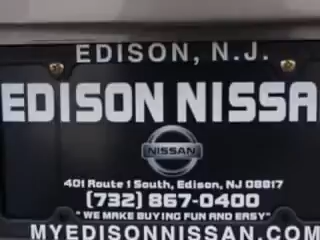 EDISON, N.J.
EDISON NISSA
NISSAN
401 Route 1 South, Edison, NJ 08817
(732) 867-0400
"WE MAKE BUYING FUN AND EASY"
MYEDISONNISSAN.COM